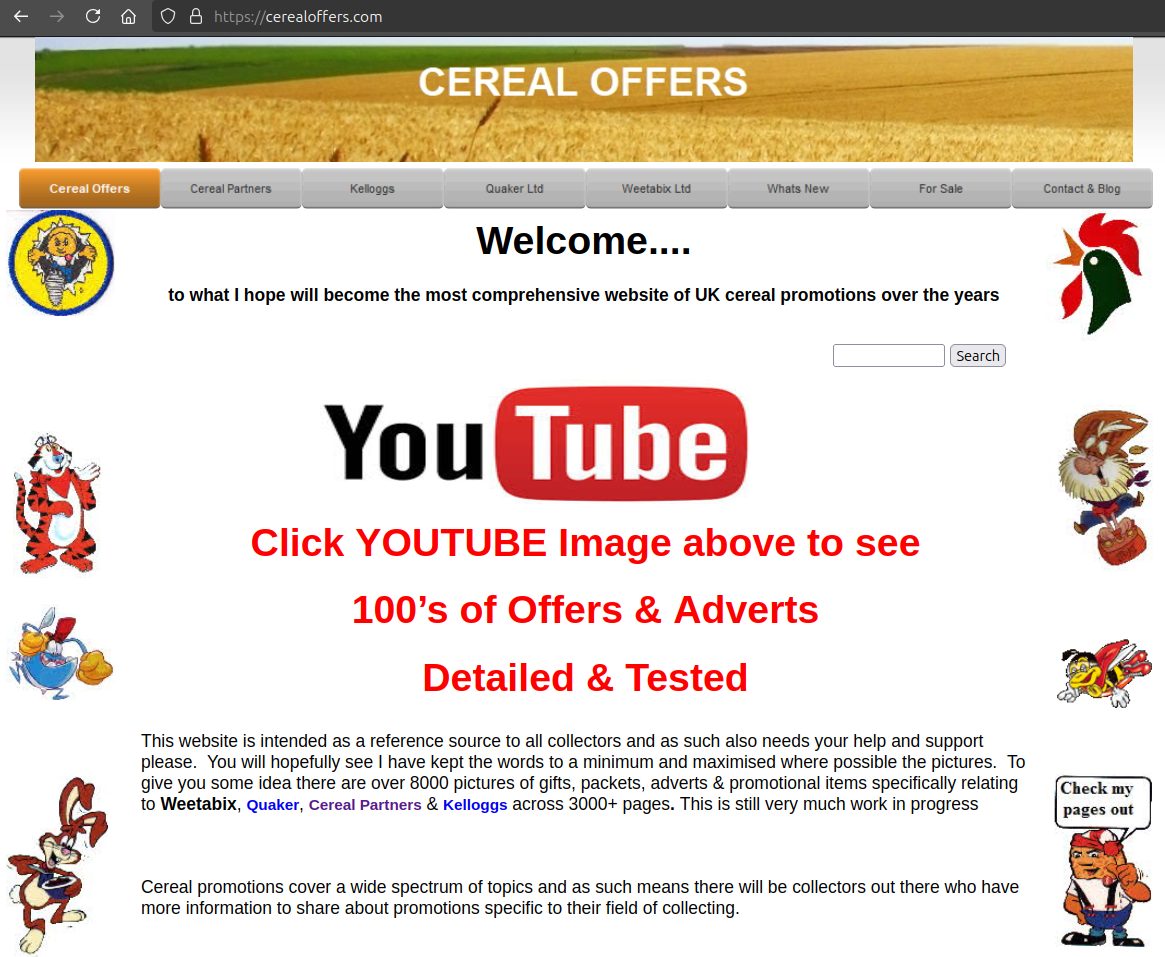 https://cerealoffers.com
CEREAL OFFERS
Cereal Offers
Cereal Partners
Kelloggs
Quaker Ltd
Weetabix Ltd
Whats New
For Sale
Contact & Blog
Welcome....
to what I hope will become the most comprehensive website of UK cereal promotions over the years
Search
YouTube
Click YOUTUBE Image above to see
100’s of Offers & Adverts
Detailed & Tested
This website is intended as a reference source to all collectors and as such also needs your help and support
please.  You will hopefully see I have kept the words to a minimum and maximised where possible the pictures.  To
give you some idea there are over 8000 pictures of gifts, packets, adverts & promotional items specifically relating
to Weetabix, Quaker, Cereal Partners & Kelloggs across 3000+ pages. This is still very much work in progress
Check my
pages out
Cereal promotions cover a wide spectrum of topics and as such means there will be collectors out there who have
more information to share about promotions specific to their field of collecting.